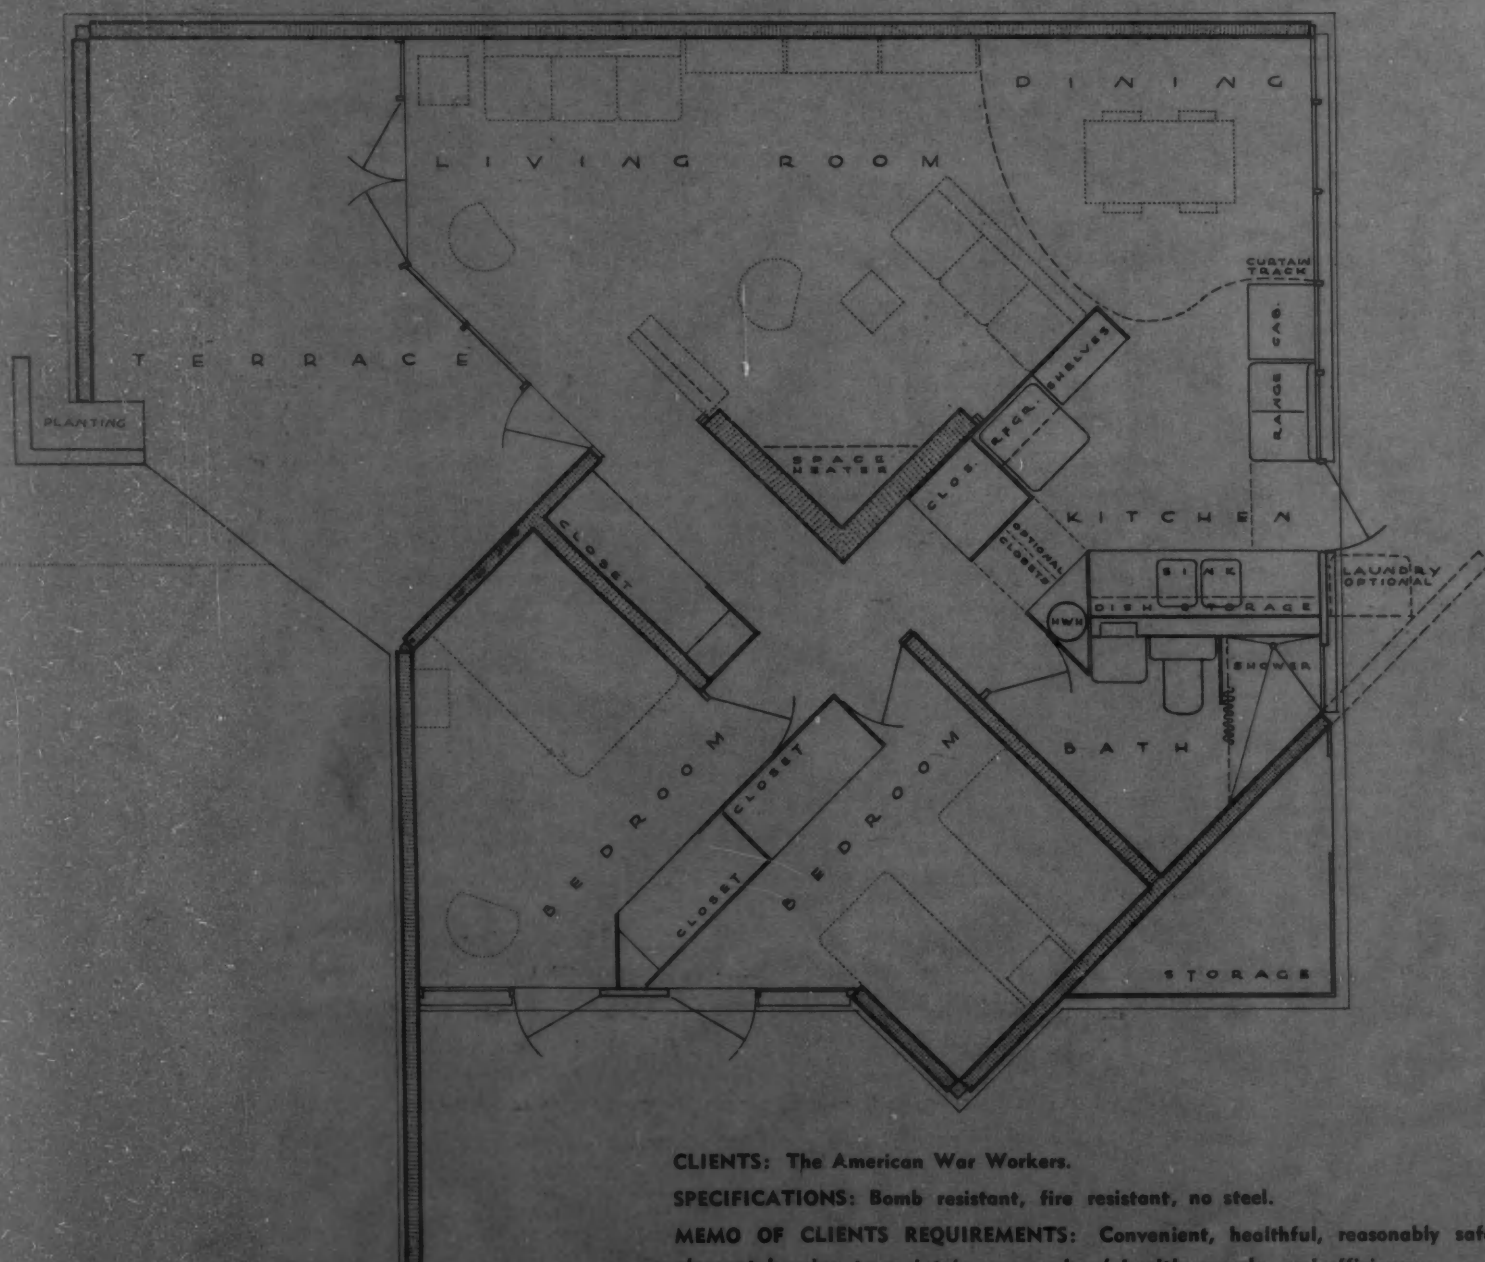 DINING
LIVING ROOM
CURTAIN
TRACK
CAB.
TERRACE
SHELVES
RANGE
RFGR.
PLANTING
SPACE
HEATER
CLOS.
KITCHEN
CLOSET
OPTIONAL
CLOSETS
SINK
LAUNDRY
OPTIONAL
DISH STORAGE
HWH
SHOWER
BATH
BEDROOM
CLOSET
BEDROOM
CLOSET
STORAGE
CLIENTS: The American War Workers.
SPECIFICATIONS: Bomb resistant, fire resistant, no steel.
MEMO OF CLIENTS REQUIREMENTS: Convenient, healthful, reasonably